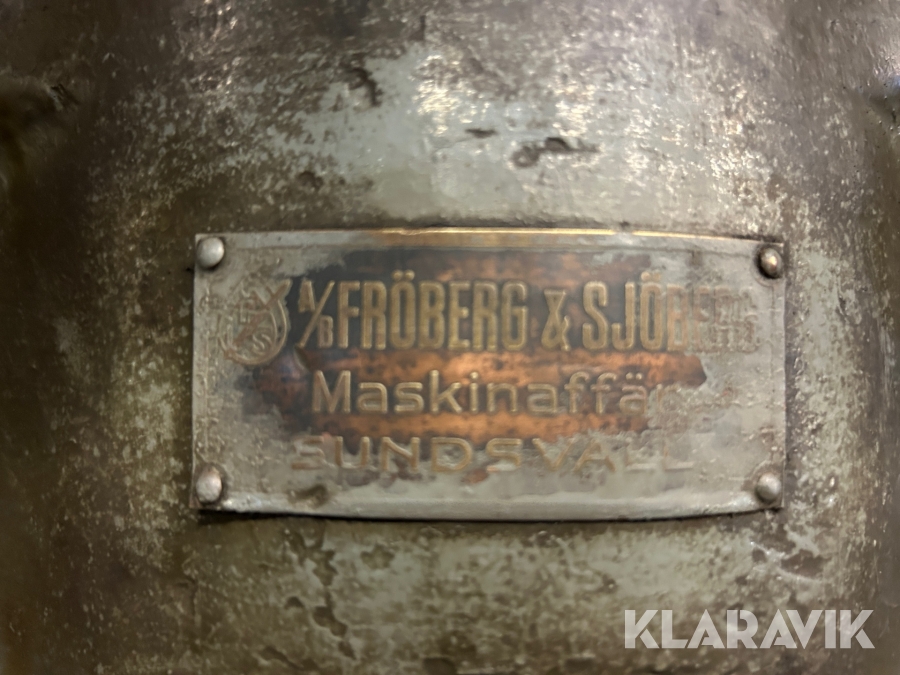 A/B FRÖBERG & SJÖBERG
Maskinaffär
SUNDSVALL
KLARAVIK